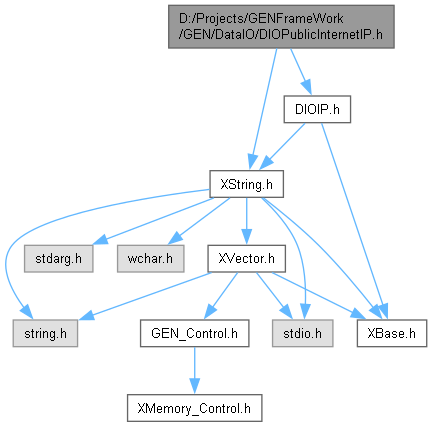 D:/Projects/GENFrameWork
/GEN/DataIO/DIOPublicInternetIP.h
DIOIP.h
XString.h
stdarg.h
wchar.h
XVector.h
string.h
GEN_Control.h
stdio.h
XBase.h
XMemory_Control.h